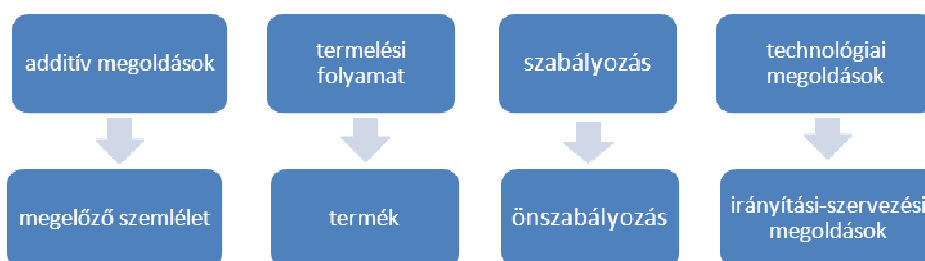 additív megoldások
termelési
folyamat
szabályozás
technológiai
megoldások
megelőző szemlélet
termék
önszabályozás
irányítási-szervezési
megoldások